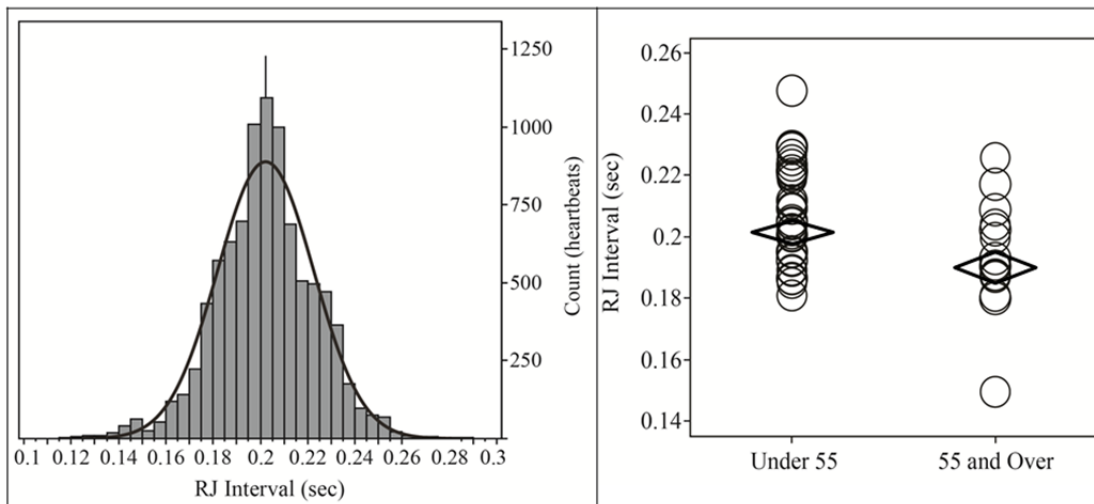 1250
1000
750
500
250
Count (heartbeats)
0.1 0.12 0.14 0.16 0.18 0.2 0.22 0.24 0.26 0.28 0.3
RJ Interval (sec)
0.26
0.24
0.22
0.2
0.18
0.16
0.14
RJ Interval (sec)
Under 55 55 and Over